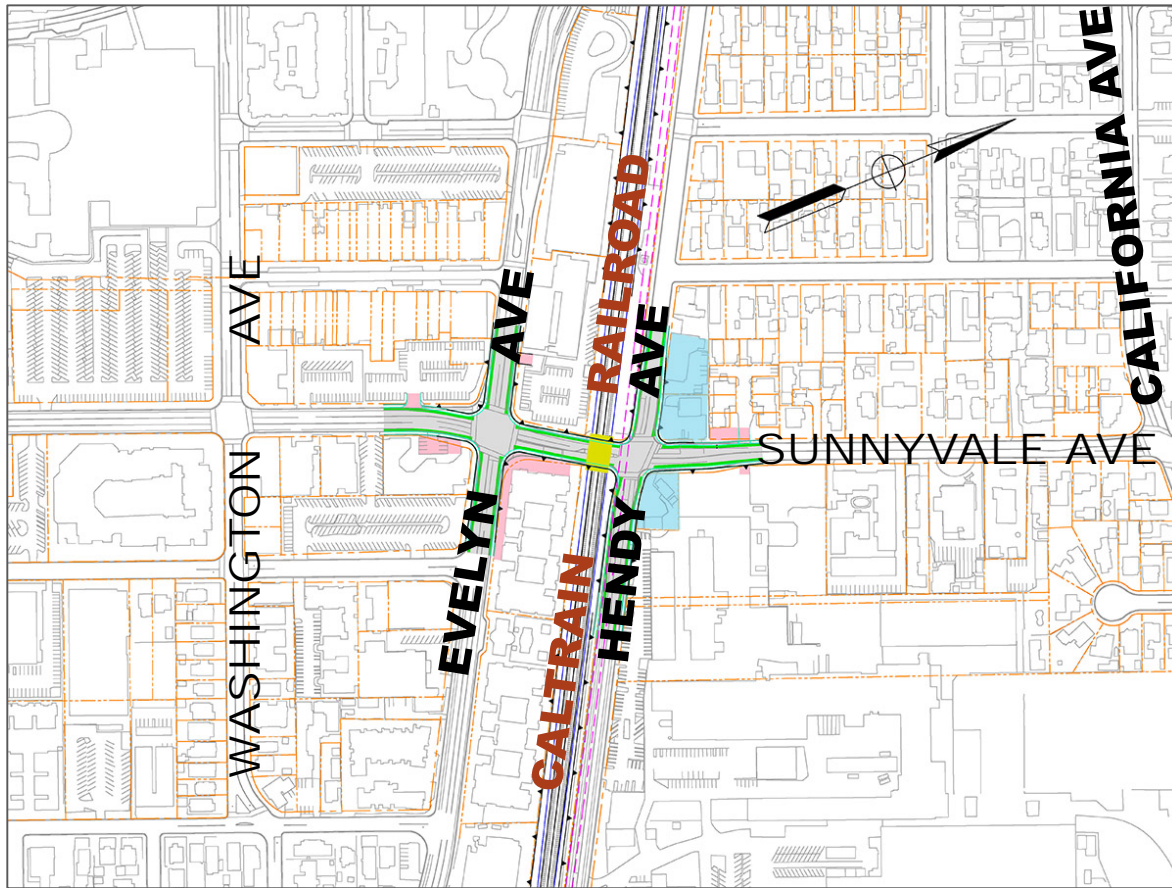 CALIFORNIA AVE
CALTRAIN RAILROAD
WASHINGTON AVE
EVELYN AVE
HENDY AVE
SUNNYVALE AVE